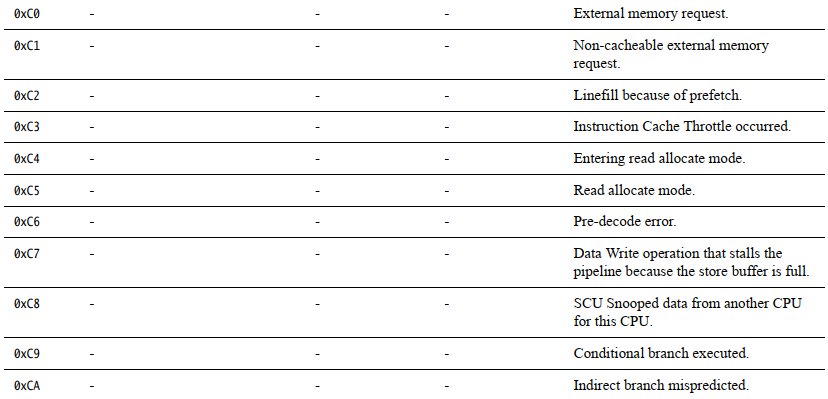 0xC0 - - - External memory request.
0xC1 - - - Non-cacheable external memory
request.
0xC2 - - - Linefill because of prefetch.
0xC3 - - - Instruction Cache Throttle occurred.
0xC4 - - - Entering read allocate mode.
0xC5 - - - Read allocate mode.
0xC6 - - - Pre-decode error.
0xC7 - - - Data Write operation that stalls the
pipeline because the store buffer is full.
0xC8 - - - SCU Snooped data from another CPU
for this CPU.
0xC9 - - - Conditional branch executed.
0xCA - - - Indirect branch mispredicted.